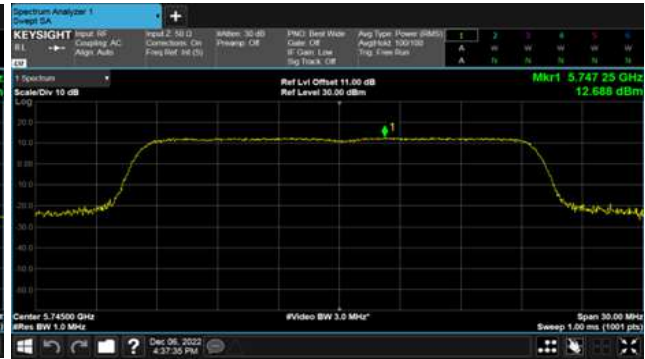 Spectrum Analyzer 1
Swept SA
+
KEYSIGHT Input: RF Input Z: 50 Ω #Atten: 30 dB PNO: Best Wide Avg Type: Power (RMS) 1 2 3 4 5 6
RL Coupling: AC Corrections: On Preamp: Off Gate: Off Avg|Hold: 100/100 A W W W W W
Align: Auto Freq Ref: Int (S) IF Gain: Low Trig: Free Run A N N N N N
Sig Track: Off
1 Spectrum
Ref Lvl Offset 11.00 dB Mkr1 5.747 25 GHz
Scale/Div 10 dB Ref Level 30.00 dBm 12.688 dBm
Log
20.0
10.0
0.00
-10.0
-20.0
-30.0
-40.0
-50.0
1
Center 5.74500 GHz #Video BW 3.0 MHz* Span 30.00 MHz
#Res BW 1.0 MHz Sweep 1.00 ms (1001 pts)
? Dec 06, 2022
4:37:35 PM